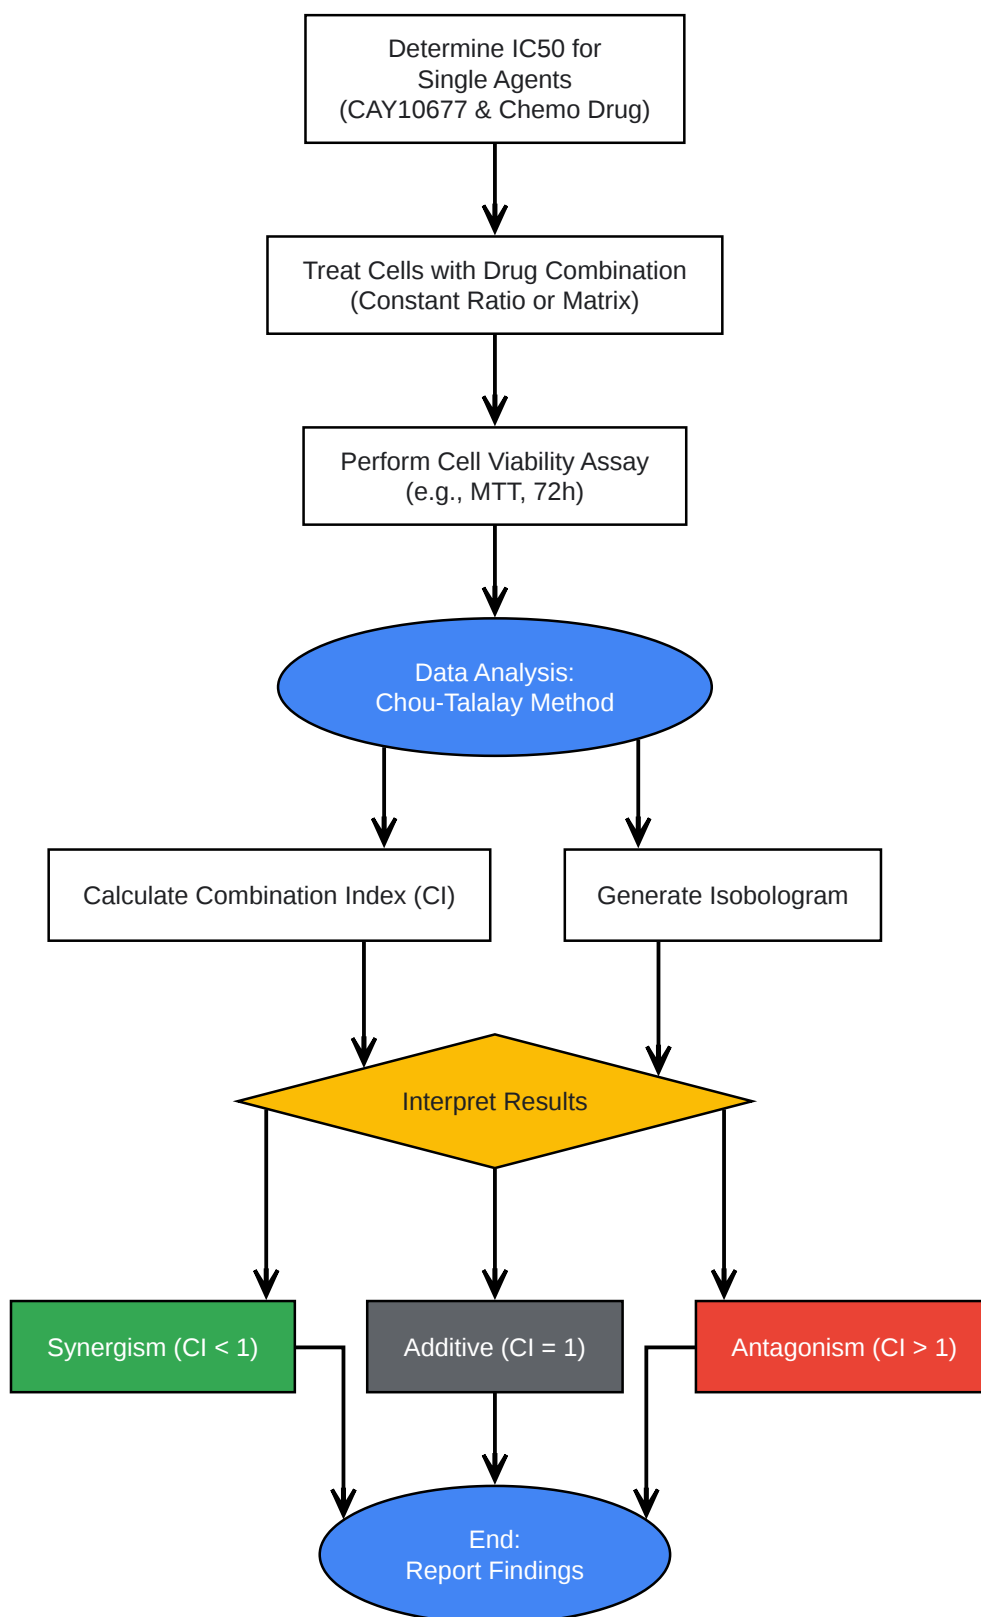 Determine IC50 for
Single Agents
(CAY10677 & Chemo Drug)
Treat Cells with Drug Combination
(Constant Ratio or Matrix)
Perform Cell Viability Assay
(e.g., MTT, 72h)
Data Analysis:
Chou-Talalay Method
Calculate Combination Index (CI)
Generate Isobologram
Interpret Results
Synergism (CI < 1)
Additive (CI = 1)
Antagonism (CI > 1)
End:
Report Findings